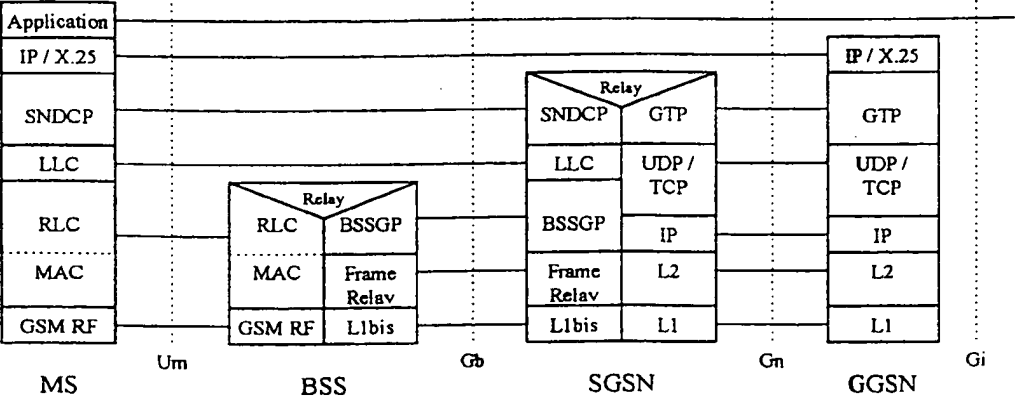 Application
IP / X.25
IP / X.25
Relay
SNDCP
SNDCP
GTP
GTP
LLC
LLC
UDP /
TCP
UDP /
TCP
Relay
RLC
RLC
BSSGP
BSSGP
IP
IP
MAC
MAC
Frame
Relay
Frame
Relay
L2
L2
GSM RF
GSM RF
L1bis
L1bis
L1
L1
Um
Gb
Gn
Gi
MS
BSS
SGSN
GGSN